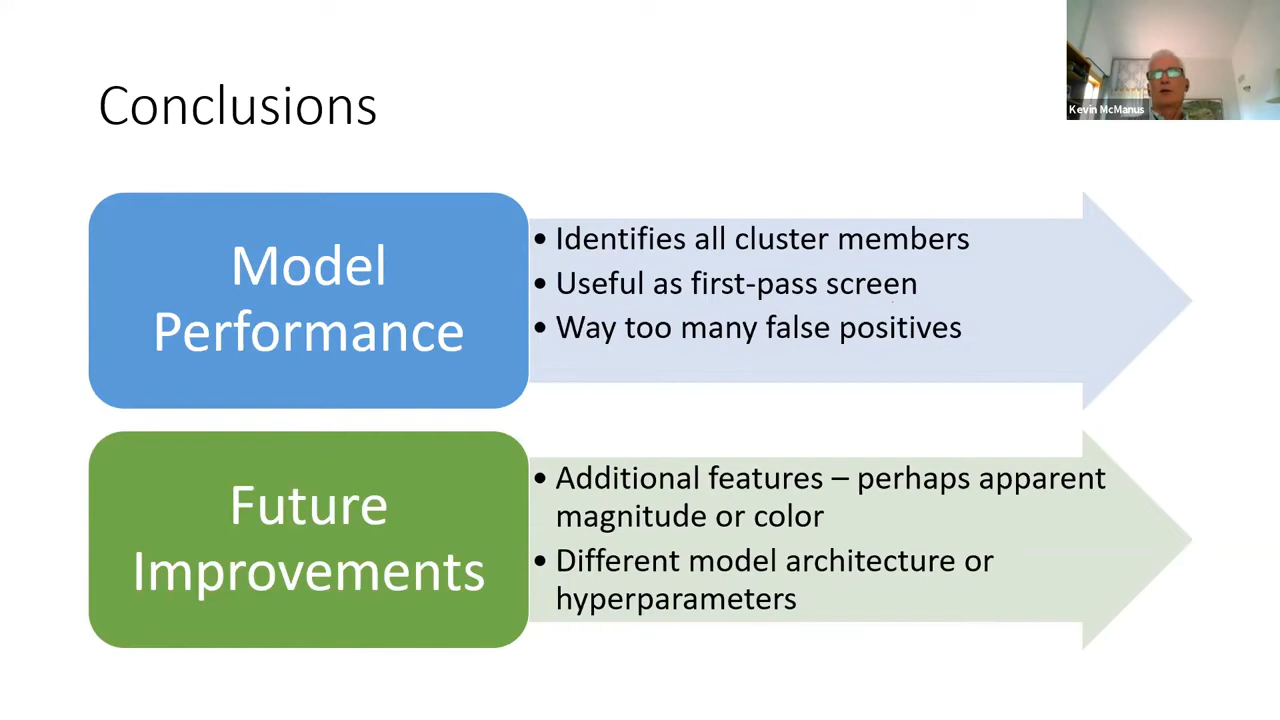 Conclusions
Kevin McManus
Model
Performance
• Identifies all cluster members
• Useful as first-pass screen
• Way too many false positives
Future
Improvements
• Additional features – perhaps apparent
magnitude or color
• Different model architecture or
hyperparameters